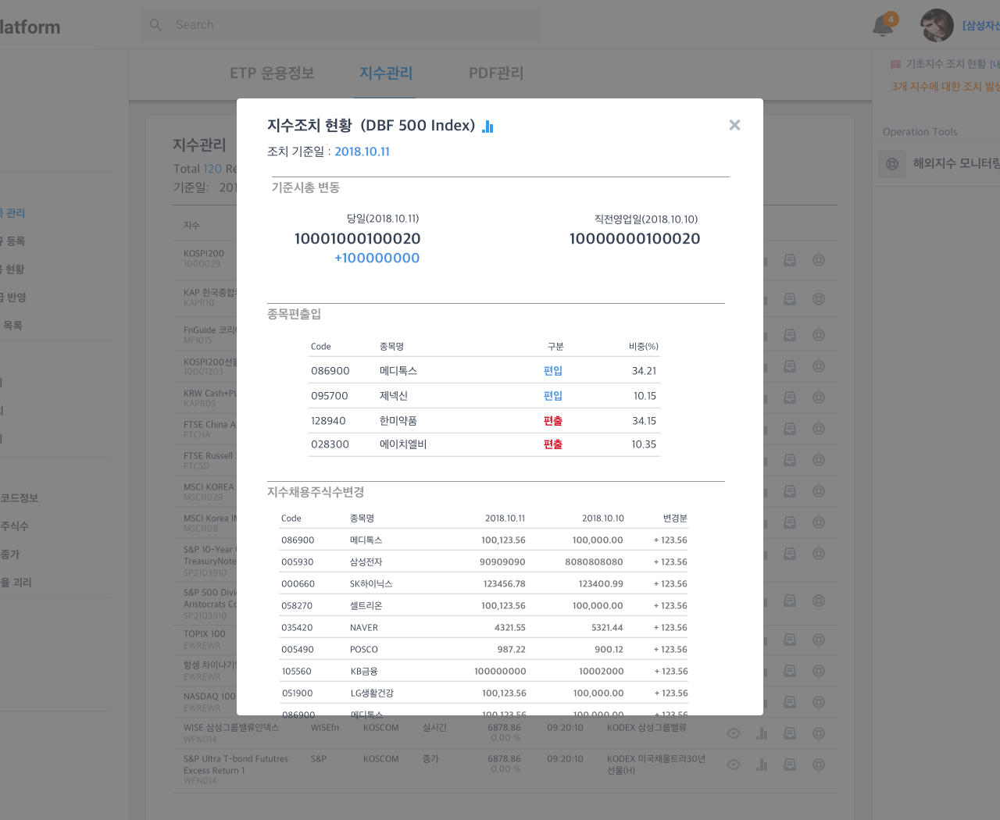 latform
Search
4
[삼성자산
ETP 운용정보 지수관리 PDF관리
기초지수 조치 현황 [내
3개 지수에 대한 조치 발생
Operation Tools
해외지수 모니터링
관리
등록
현황
반영
목록
코드정보
주식수
종가
율 괴리
지수관리
Total 120 Re
기준일: 201
지수
KOSPI200
1000029
KAP 한국종합
KAPR10
FnGuide 코리아
MFI015
KOSPI200선물
10001203
KRW Cash+PL
KAPR05
FTSE China A
FTCHA
FTSE Russell
FTCSD
MSCI KOREA
MSCI1029
MSCI Korea IM
MSCI108
S&P 10-Year U
TreasuryNote
SP2103910
S&P 500 Divid
Aristocrats Co
SP2103910
TOPIX 100
EWREWR
항셍 차이나기업
EWREWR
NASDAQ 100
EWREWR
WISE 삼성그룹밸류인덱스 WISEfn KOSCOM 실시간 6878.86 09:20:10 KODEX 삼성그룹밸류
WFN014 0,00 %
S&P Ultra T-bond Fututres S&P KOSCOM 종가 6878.86 09:20:10 KODEX 미국채울트라30년
Excess Return 1 0,00 % 선물(H)
WFN014
지수조치 현황 (DBF 500 Index)
조치 기준일 : 2018.10.11
기준시총 변동
당일(2018.10.11) 직전영업일(2018.10.10)
10001000100020 10000000100020
+100000000
종목편출입
Code 종목명 구분 비중(%)
086900 메디톡스 편입 34.21
095700 제넥신 편입 10.15
128940 한미약품 편출 34.15
028300 에이치엘비 편출 10.35
지수채용주식수변경
Code 종목명 2018.10.11 2018.10.10 변경분
086900 메디톡스 100,123.56 100,000.00 + 123.56
005930 삼성전자 90909090 8080808080 + 123.56
000660 SK하이닉스 123456.78 123400.99 + 123.56
058270 셀트리온 100,123.56 100,000.00 + 123.56
035420 NAVER 4321.55 5321.44 + 123.56
005490 POSCO 987.22 900.12 + 123.56
105560 KB금융 100000000 10002000 + 123.56
051900 LG생활건강 100,123.56 100,000.00 + 123.56
086900 메디톡스 100,123.56 100,000.00 + 123.56